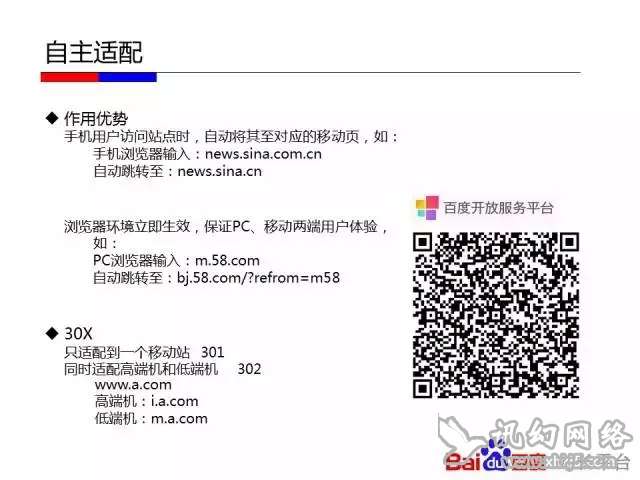 自主适配
◆ 作用优势
手机用户访问站点时，自动将其至对应的移动页，如：
手机浏览器输入：news.sina.com.cn
自动跳转至：news.sina.cn
浏览器环境立即生效，保证PC、移动两端用户体验，
如：
PC浏览器输入：m.58.com
自动跳转至：bj.58.com/?refrom=m58
百度开放服务平台
◆ 30X
只适配到一个移动站 301
同时适配高端机和低端机 302
www.a.com
高端机：i.a.com
低端机：m.a.com
讯幻网络
Bai du 百度
平台